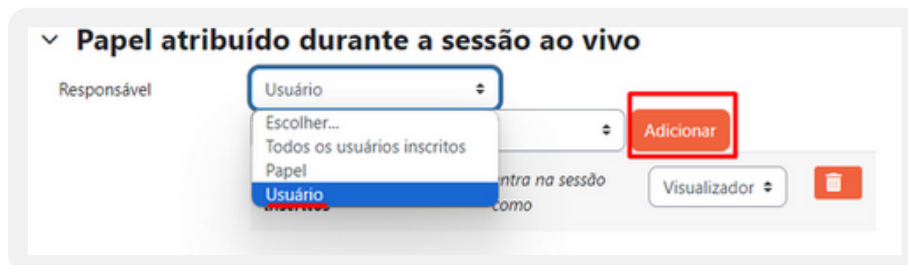 Papel atribuído durante a sessão ao vivo
Responsável
Usuário
Escolher...
Todos os usuários inscritos
Papel
Usuário
Adicionar
inscritos
entra na sessão
como
Visualizador